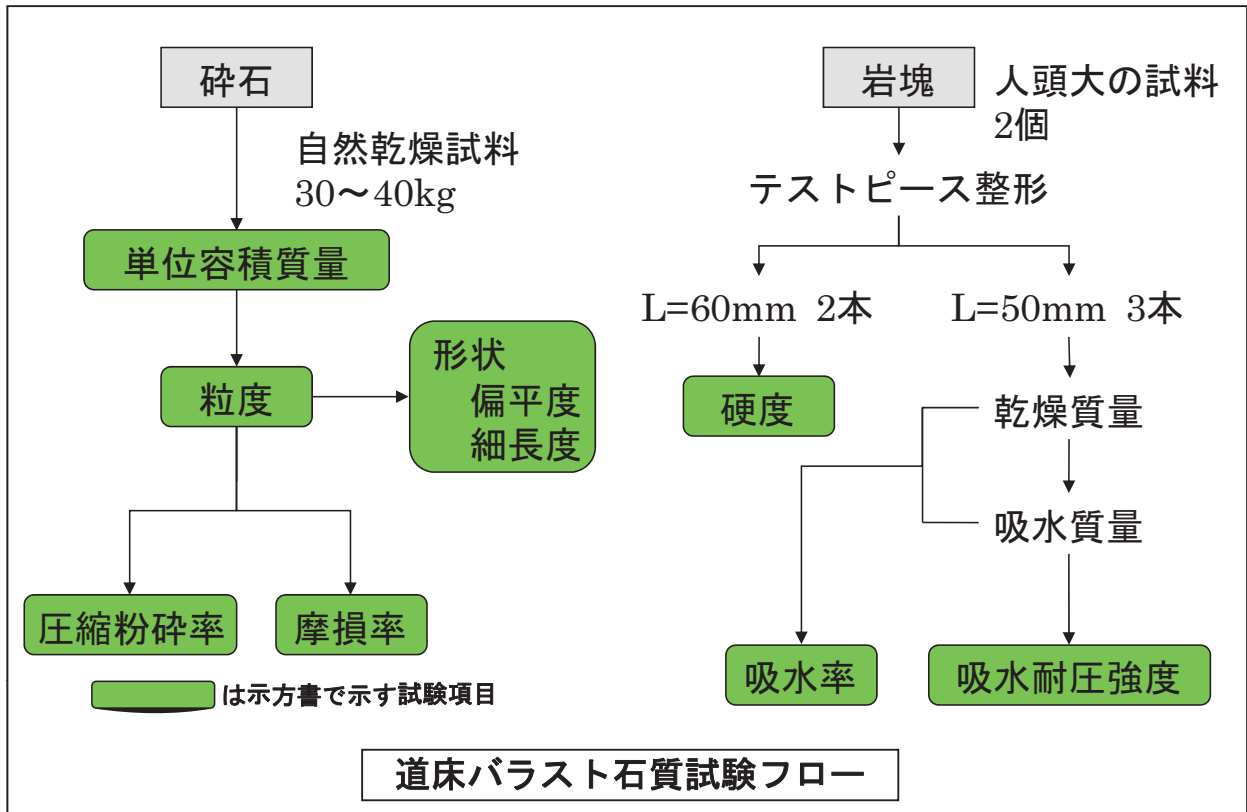 砕石
自然乾燥試料
30～40kg
単位容積質量
粒度
形状
偏平度
細長度
圧縮粉砕率
摩損率
は示方書で示す試験項目
岩塊
人頭大の試料
2個
テストピース整形
L=60mm 2本
L=50mm 3本
硬度
乾燥質量
吸水質量
吸水率
吸水耐圧強度
道床バラスト石質試験フロー